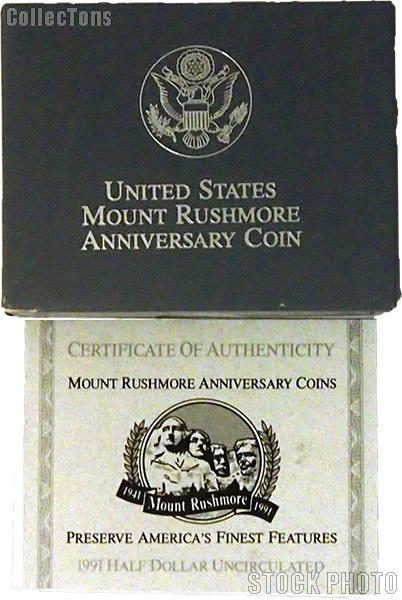 CollecTons
UNITED STATES
MOUNT RUSHMORE
ANNIVERSARY COIN
CERTIFICATE OF AUTHENTICITY
MOUNT RUSHMORE ANNIVERSARY COINS
1941 Mount Rushmore 1991
PRESERVE AMERICA'S FINEST FEATURES
1991 HALF DOLLAR UNCIRCULATED
STOCK PHOTO